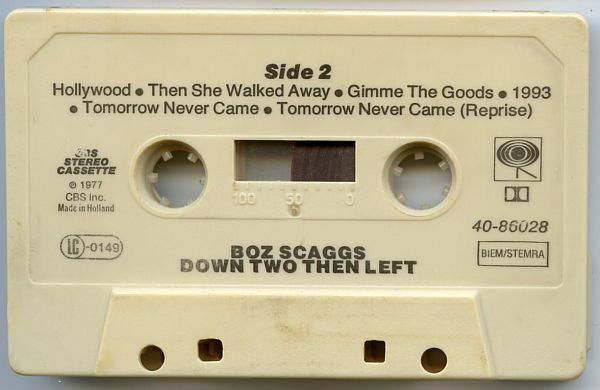 Side 2
Hollywood • Then She Walked Away • Gimme The Goods • 1993
• Tomorrow Never Came • Tomorrow Never Came (Reprise)
STEREO
CASSETTE
℗ 1977
CBS Inc.
Made in Holland
LC -0149
100 50 0
40-86028
BIEM/STEMRA
BOZ SCAGGS
DOWN TWO THEN LEFT